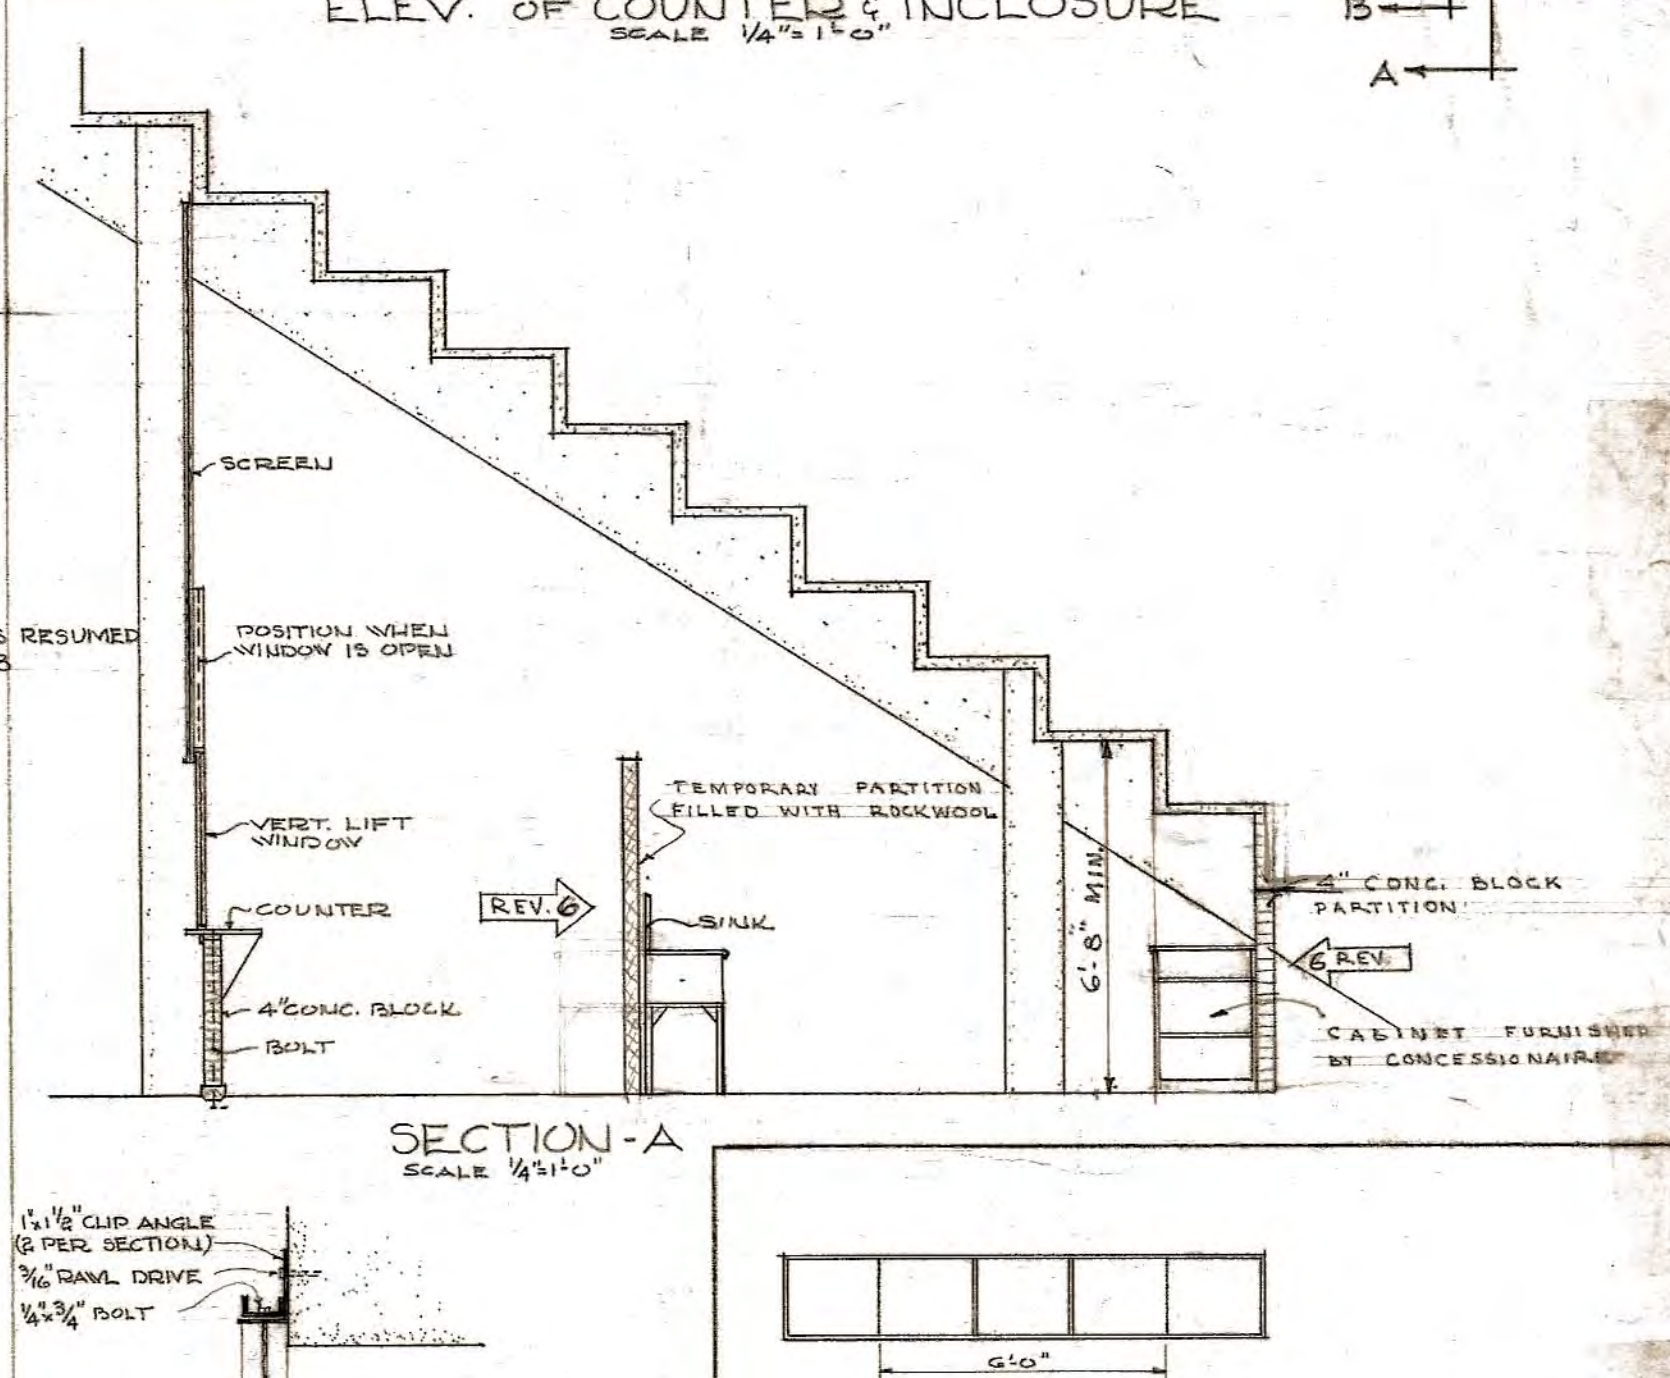 ELEV. OF COUNTER & INCLOSURE
SCALE 1/4"=1'-0"
B
A
SCREEN
S RESUMED
POSITION WHEN
WINDOW IS OPEN
TEMPORARY PARTITION
FILLED WITH ROCKWOOL
VERT. LIFT
WINDOW
COUNTER
REV. 6
SINK
6'-8" MIN.
4" CONC. BLOCK
PARTITION
6 REV.
4" CONC. BLOCK
BOLT
CABINET FURNISHED
BY CONCESSIONAIRE
SECTION-A
SCALE 1/4"=1'-0"
1"x1 1/2" CLIP ANGLE
(2 PER SECTION)
3/16" RAWL DRIVE
1/4"x3/4" BOLT
6'-0"